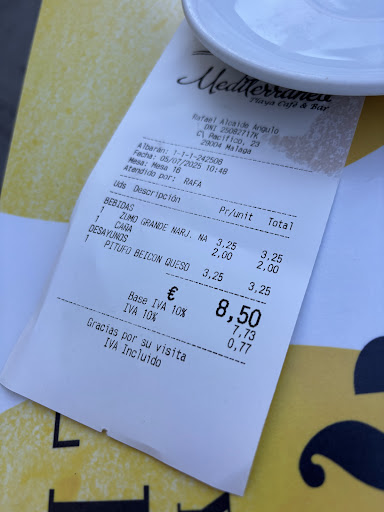 Mediterránea
Playa Café & Bar
Rafael Alcaide Angulo
DNI 25082717K
C\ Pacifico, 23
29004 Malaga
Albarán: 1-1-1-242508
Fecha: 05/07/2025 10:48
Mesa: Mesa 16
Atendido por: RAFA
Uds Descripción Pr/unit Total
BEBIDAS
1 ZUMO GRANDE NARJ. NA 3,25 3,25
1 CAÑA 2,00 2,00
DESAYUNOS
1 PITUFO BEICON QUESO 3,25 3,25
€ 8,50
Base IVA 10% 7,73
IVA 10% 0,77
Gracias por su visita
IVA Incluido